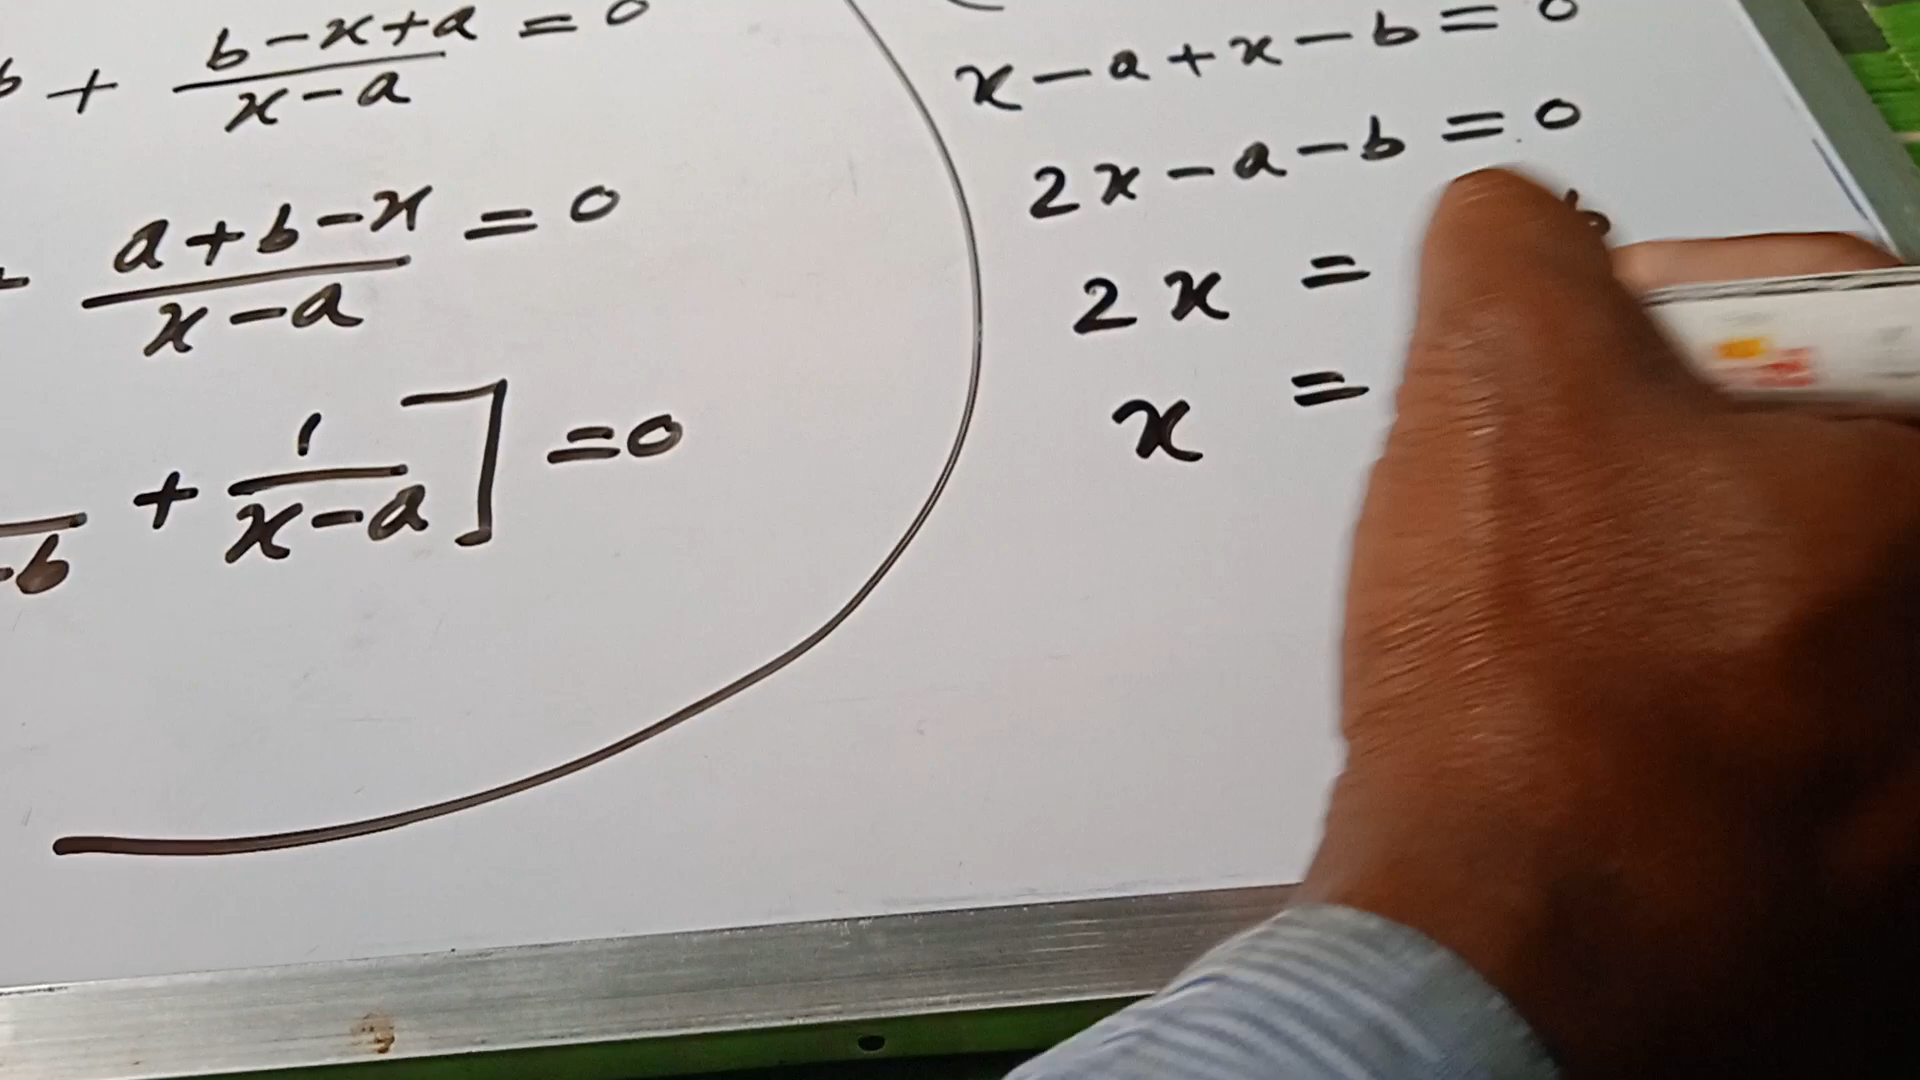 b + b-x+a/x-a = 0
a+b-x/x-a = 0
-b + 1/x-a ] = 0
x-a+x-b = 0
2x-a-b = 0
2x = b
x =